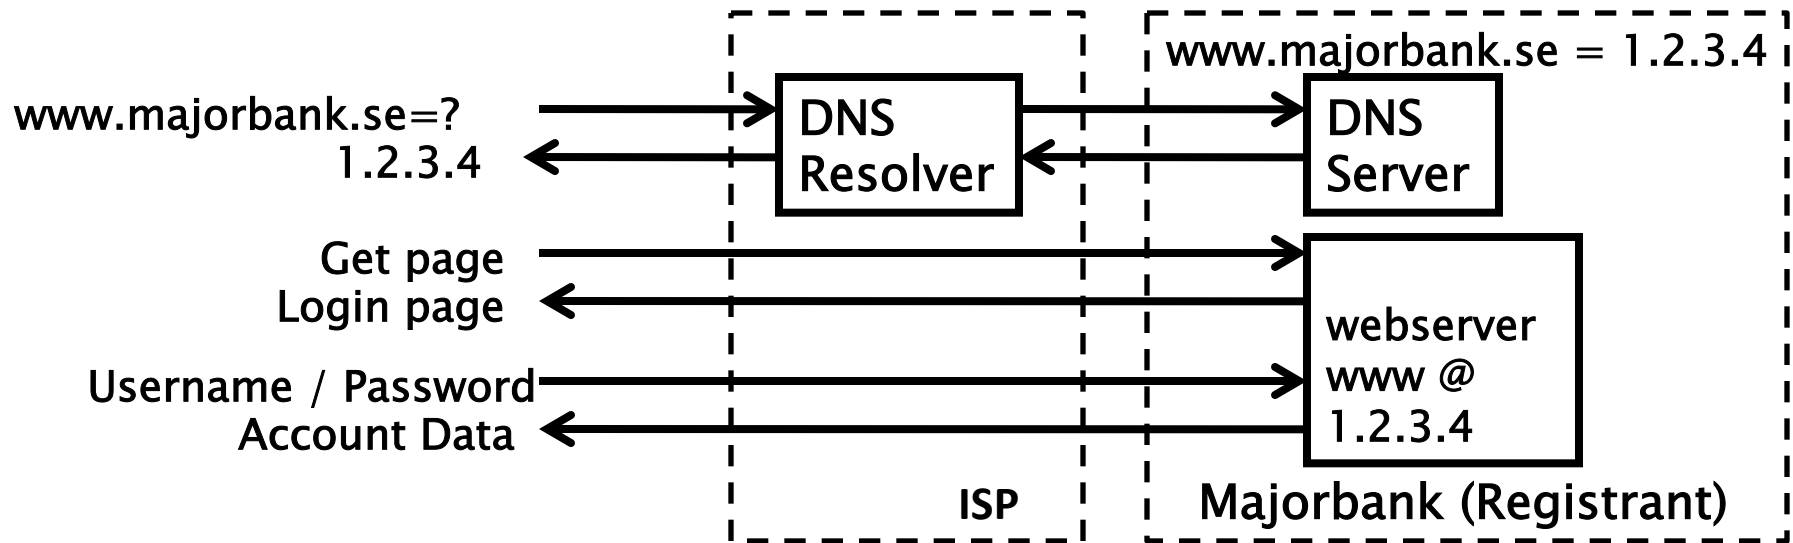 www.majorbank.se = 1.2.3.4
www.majorbank.se=?
1.2.3.4
DNS
Resolver
DNS
Server
Get page
Login page
Username / Password
Account Data
webserver
www @
1.2.3.4
ISP
Majorbank (Registrant)